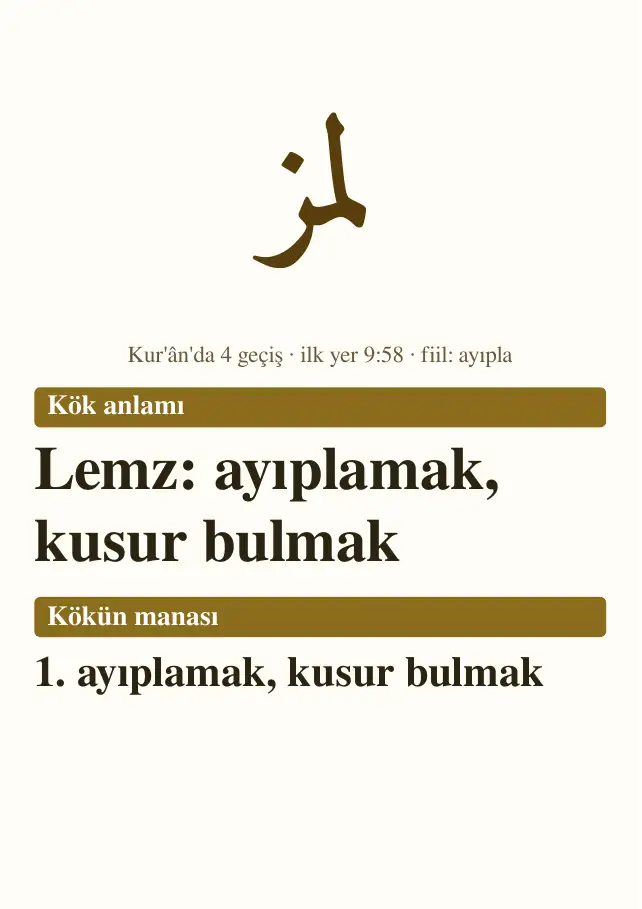 لمز
Kur'ân'da 4 geçiş · ilk yer 9:58 · fiil: ayıpla
Kök anlamı
Lemz: ayıplamak,
kusur bulmak
Kökün manası
1. ayıplamak, kusur bulmak